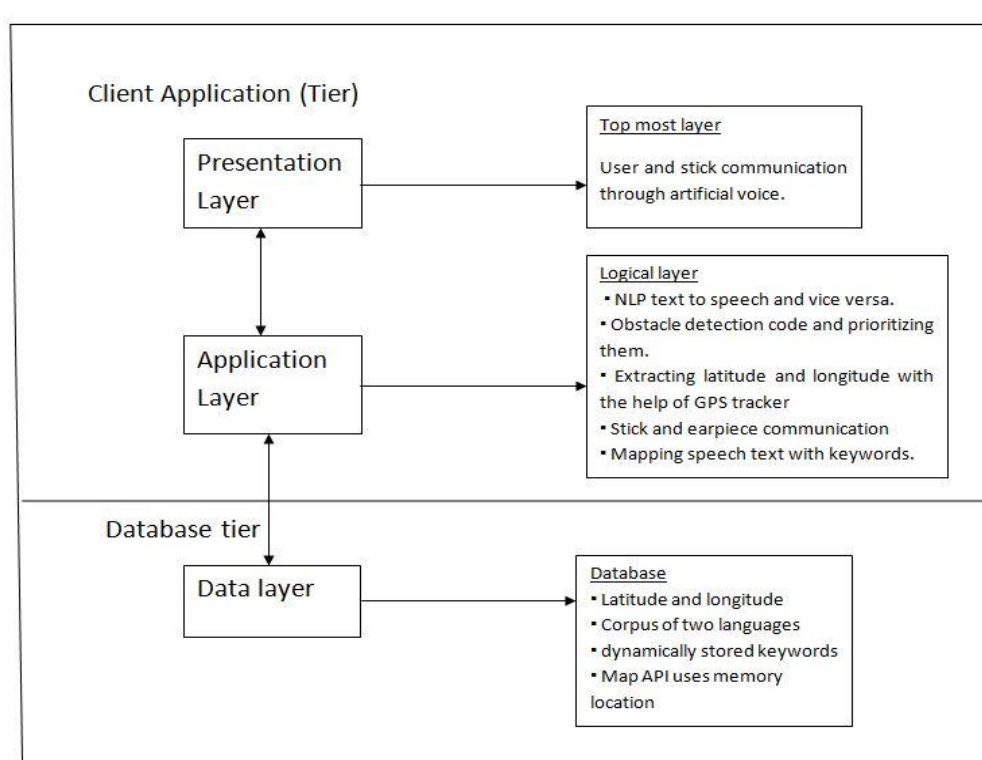 Client Application (Tier)
Presentation
Layer
Top most layer
User and stick communication
through artificial voice.
Application
Layer
Logical layer
▪ NLP text to speech and vice versa.
▪ Obstacle detection code and prioritizing
them.
▪ Extracting latitude and longitude with
the help of GPS tracker
▪ Stick and earpiece communication
▪ Mapping speech text with keywords.
Database tier
Data layer
Database
▪ Latitude and longitude
▪ Corpus of two languages
▪ dynamically stored keywords
▪ Map API uses memory
location